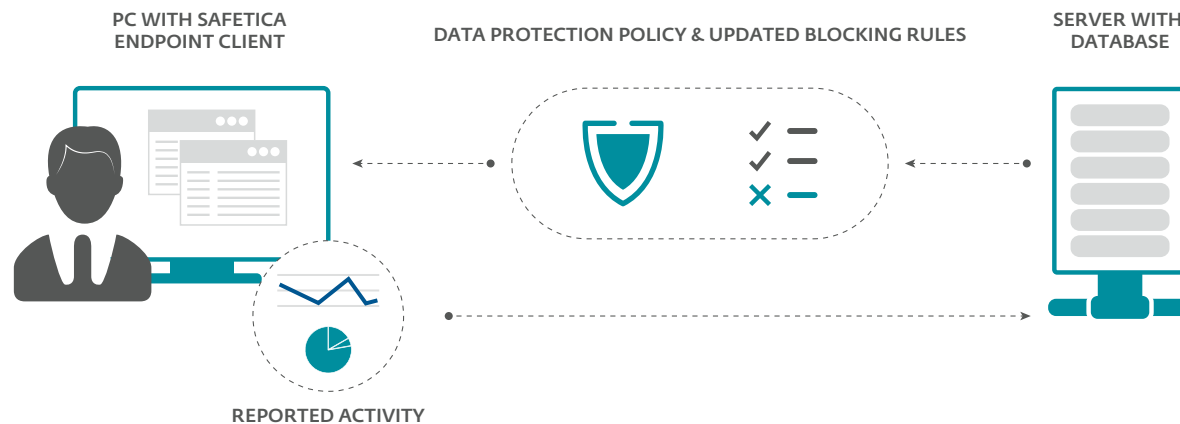 PC WITH SAFETICA
ENDPOINT CLIENT
DATA PROTECTION POLICY & UPDATED BLOCKING RULES
SERVER WITH
DATABASE
REPORTED ACTIVITY